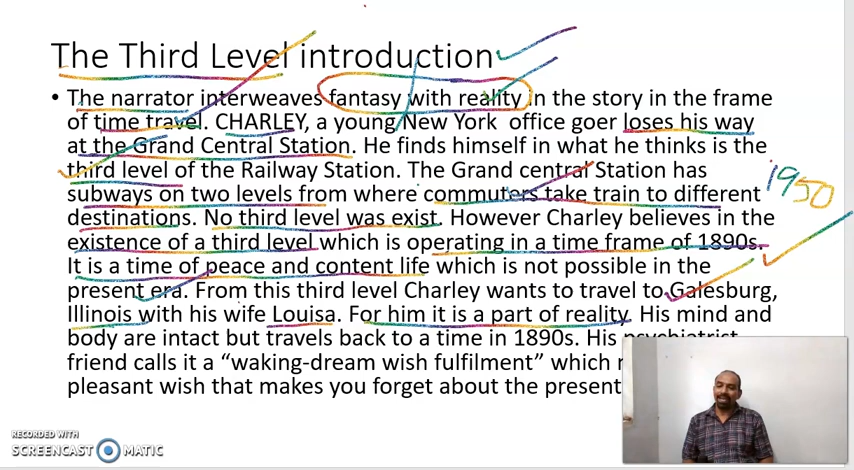 The Third Level introduction
• The narrator interweaves fantasy with reality in the story in the frame
of time travel. CHARLEY, a young New York office goer loses his way
at the Grand Central Station. He finds himself in what he thinks is the
third level of the Railway Station. The Grand central Station has
subways on two levels from where commuters take train to different
1950
destinations. No third level was exist. However Charley believes in the
existence of a third level which is operating in a time frame of 1890s.
It is a time of peace and content life which is not possible in the
present era. From this third level Charley wants to travel to Galesburg,
Illinois with his wife Louisa. For him it is a part of reality. His mind and
body are intact but travels back to a time in 1890s. His psychiatrist
friend calls it a “waking-dream wish fulfilment” which
pleasant wish that makes you forget about the present
RECORDED WITH
SCREENCAST MATIC